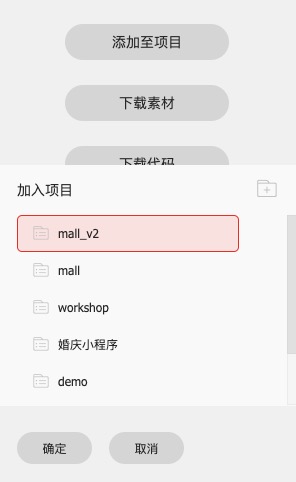 添加至项目
下载素材
下载代码
加入项目
mall_v2
mall
workshop
婚庆小程序
demo
确定
取消